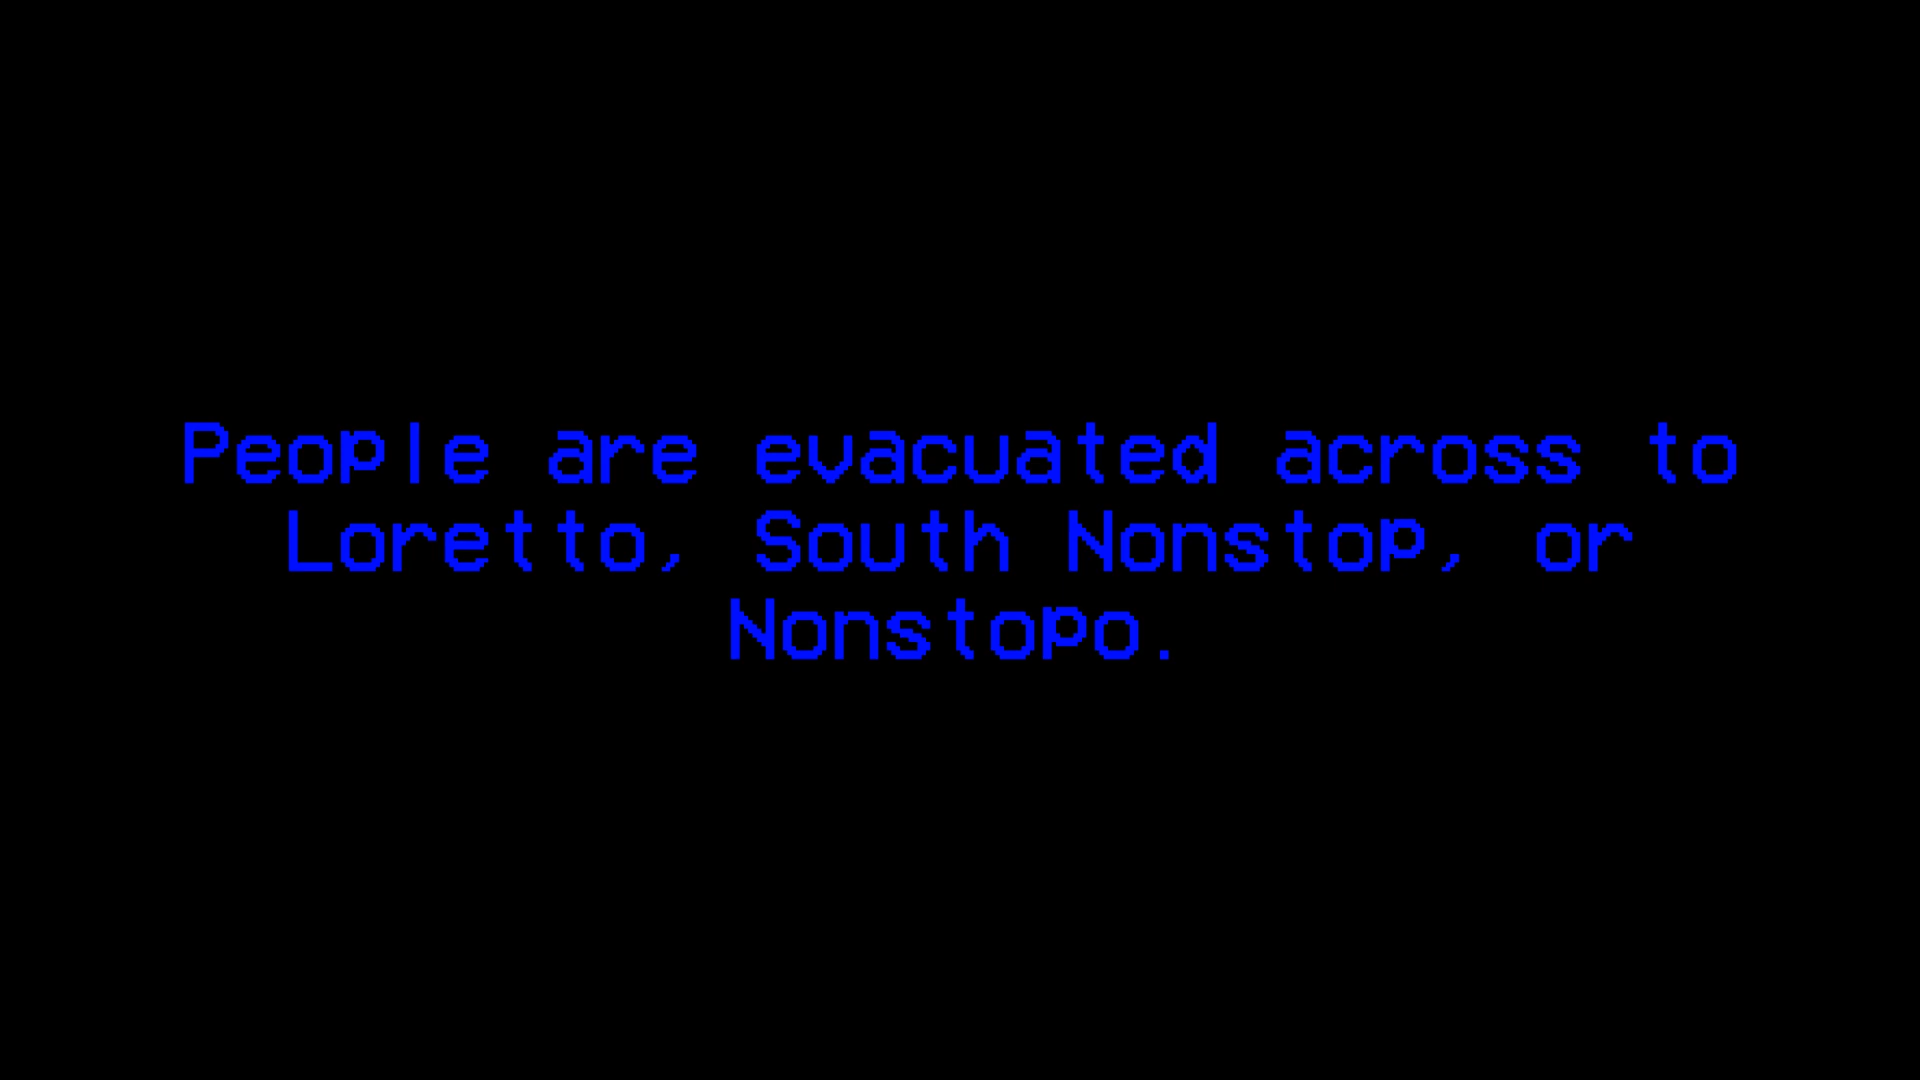 People are evacuated across to
Loretto, South Nonstop, or
Nonstopo.